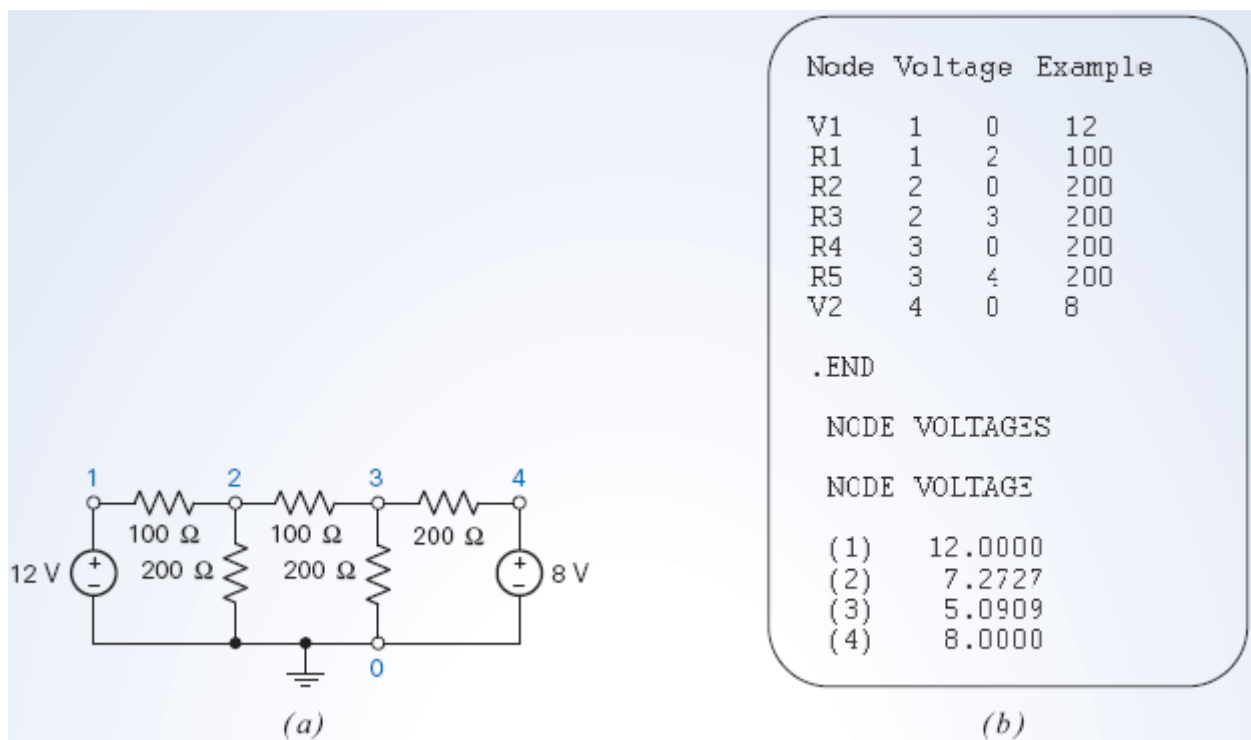 1 2 3 4
100 Ω 100 Ω 200 Ω
12 V + − 200 Ω 200 Ω + − 8 V
0
(a)
Node Voltage Example
V1 1 0 12
R1 1 2 100
R2 2 0 200
R3 2 3 200
R4 3 0 200
R5 3 4 200
V2 4 0 8
.END
NODE VOLTAGES
NODE VOLTAGE
(1) 12.0000
(2) 7.2727
(3) 5.0909
(4) 8.0000
(b)